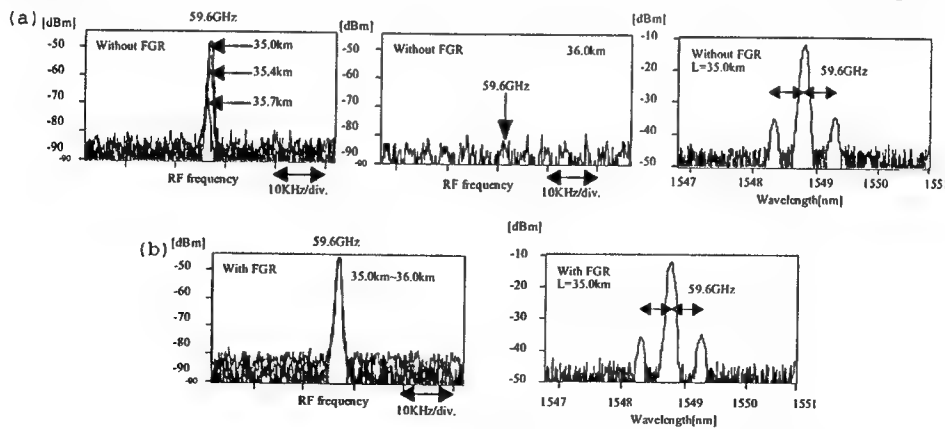 (a)
[dBm]
59.6GHz
-50
-60
-70
-80
-90
Without FGR
35.0km
35.4km
35.7km
RF frequency
10KHz/div.
[dBm]
-50
-60
-70
-80
-90
Without FGR
36.0km
59.6GHz
RF frequency
10KHz/div.
[dBm]
-10
-20
-30
-40
-50
Without FGR
L=35.0km
59.6GHz
1547
1548
1549
1550
1551
Wavelength[nm]
(b)
[dBm]
59.6GHz
-50
-60
-70
-80
-90
With FGR
35.0km~36.0km
RF frequency
10KHz/div.
[dBm]
-10
-20
-30
-40
-50
With FGR
L=35.0km
59.6GHz
1547
1548
1549
1550
1551
Wavelength[nm]